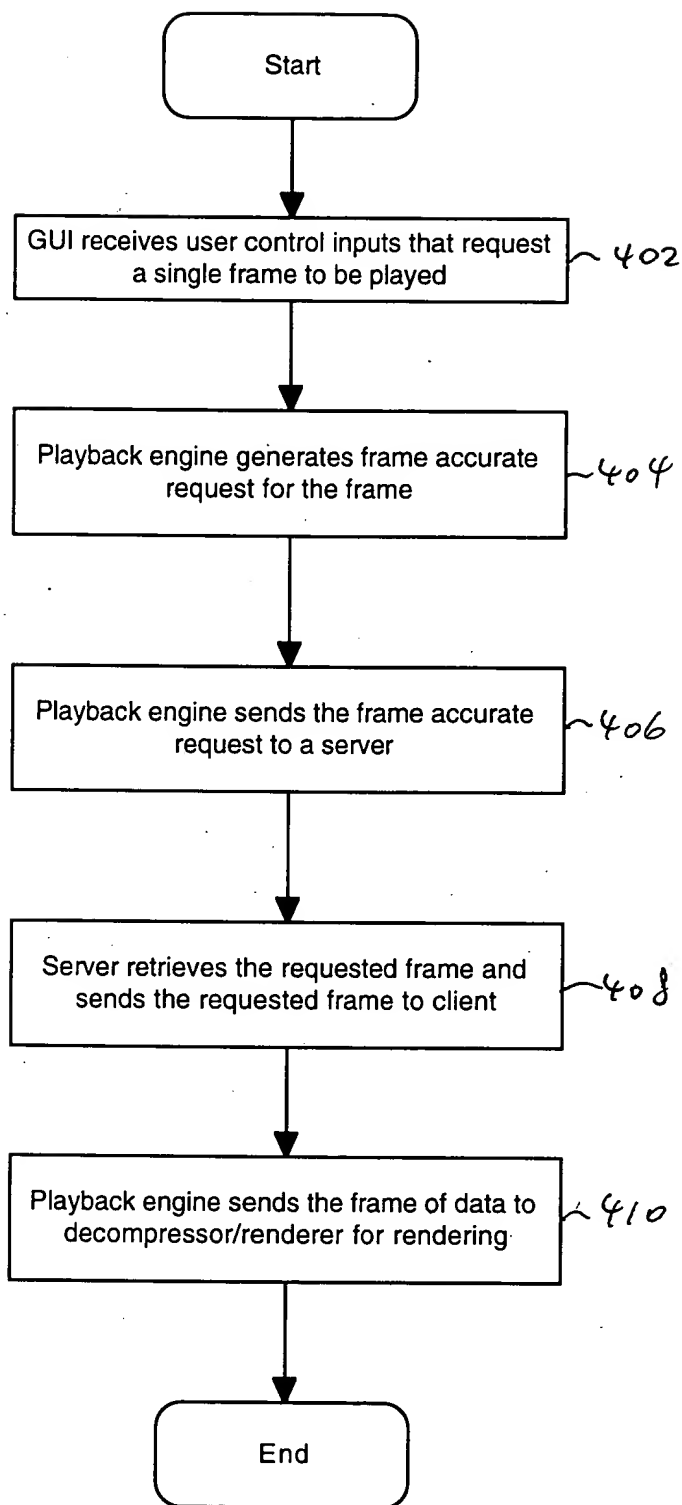 Start
GUI receives user control inputs that request
a single frame to be played
402
Playback engine generates frame accurate
request for the frame
404
Playback engine sends the frame accurate
request to a server
406
Server retrieves the requested frame and
sends the requested frame to client
408
Playback engine sends the frame of data to
decompressor/renderer for rendering
410
End